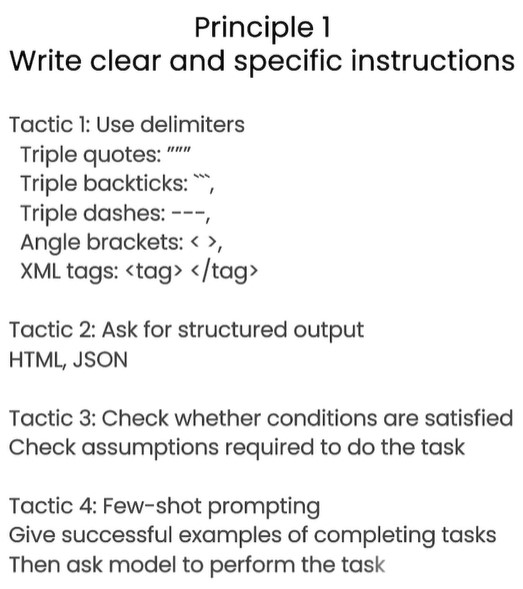 Principle 1
Write clear and specific instructions
Tactic 1: Use delimiters
Triple quotes: """
Triple backticks: ```,
Triple dashes: ---,
Angle brackets: < >,
XML tags: <tag> </tag>
Tactic 2: Ask for structured output
HTML, JSON
Tactic 3: Check whether conditions are satisfied
Check assumptions required to do the task
Tactic 4: Few-shot prompting
Give successful examples of completing tasks
Then ask model to perform the task